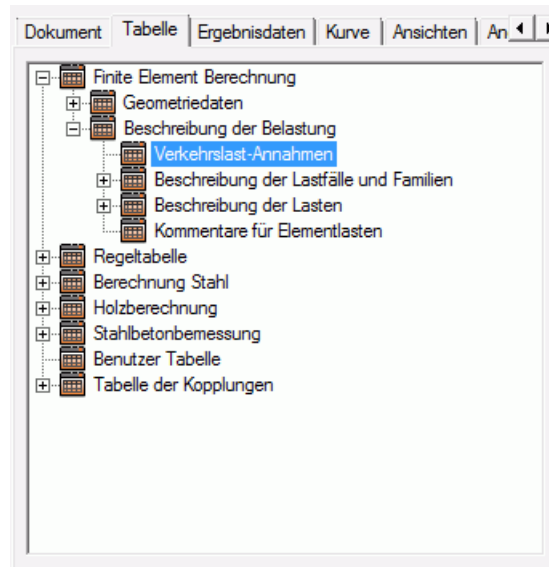 Dokument Tabelle Ergebnisdaten Kurve Ansichten An
Finite Element Berechnung
Geometriedaten
Beschreibung der Belastung
Verkehrslast-Annahmen
Beschreibung der Lastfälle und Familien
Beschreibung der Lasten
Kommentare für Elementlasten
Regeltabelle
Berechnung Stahl
Holzberechnung
Stahlbetonbemessung
Benutzer Tabelle
Tabelle der Kopplungen